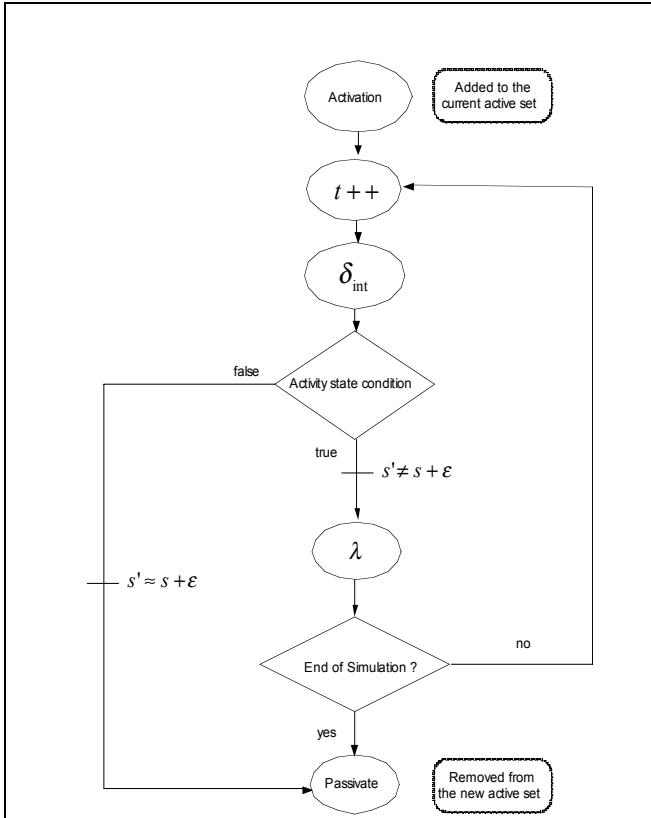 Activation
Added to the
current active set
t ++
δint
Activity state condition
false
true
s' ≠ s + ε
λ
s' ≈ s + ε
End of Simulation ?
no
yes
Passivate
Removed from
the new active set